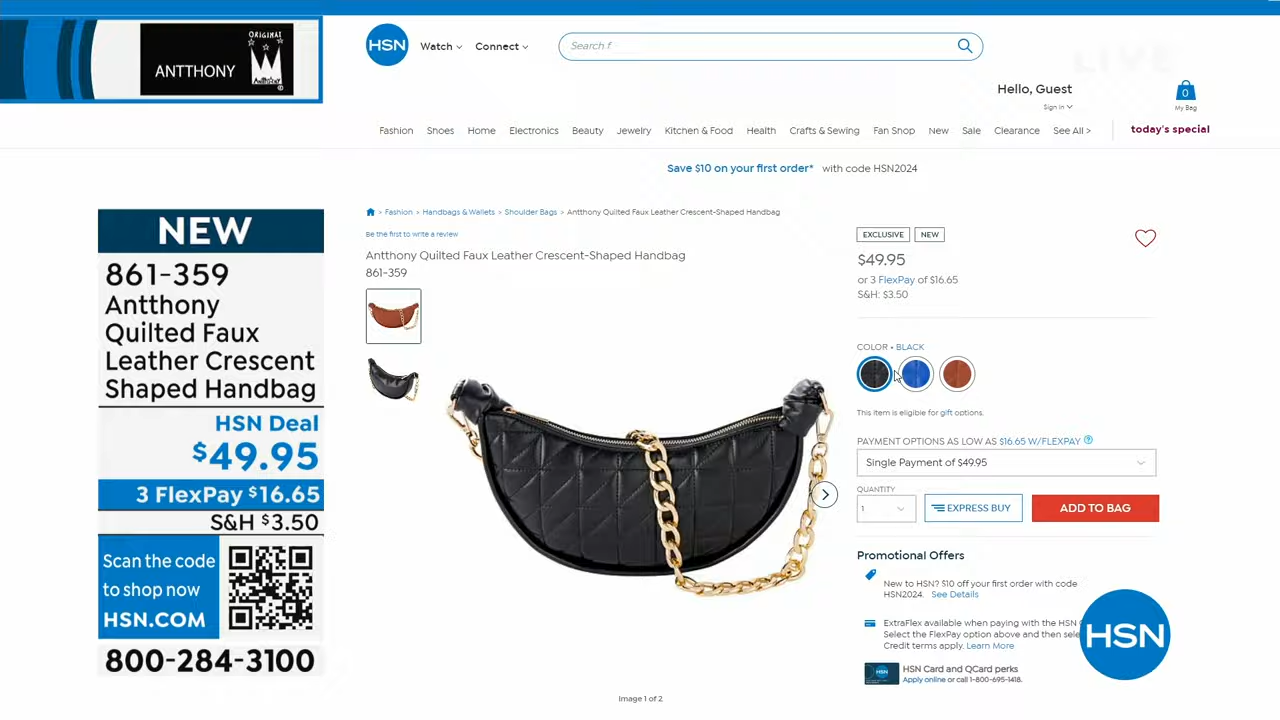 ORIGINAL
ANTTHONY
Antthony
LIVE
HSN
Watch
Connect
Search f
Hello, Guest
Sign in
0
My Bag
Fashion Shoes Home Electronics Beauty Jewelry Kitchen & Food Health Crafts & Sewing Fan Shop New Sale Clearance See All >
today's special
Save $10 on your first order* with code HSN2024
NEW
861-359
Antthony
Quilted Faux
Leather Crescent
Shaped Handbag
HSN Deal
$49.95
3 FlexPay $16.65
S&H $3.50
Scan the code
to shop now
HSN.COM
800-284-3100
> Fashion > Handbags & Wallets > Shoulder Bags > Antthony Quilted Faux Leather Crescent-Shaped Handbag
Be the first to write a review
Antthony Quilted Faux Leather Crescent-Shaped Handbag
861-359
Image 1 of 2
EXCLUSIVE NEW
$49.95
or 3 FlexPay of $16.65
S&H: $3.50
COLOR • BLACK
This item is eligible for gift options.
PAYMENT OPTIONS AS LOW AS $16.65 W/FLEXPAY ?
Single Payment of $49.95
QUANTITY
1
EXPRESS BUY
ADD TO BAG
Promotional Offers
New to HSN? $10 off your first order with code
HSN2024. See Details
ExtraFlex available when paying with the HSN
Select the FlexPay option above and then sele
Credit terms apply. Learn More
HSN Card and QCard perks
Apply online or call 1-800-695-1418.
HSN